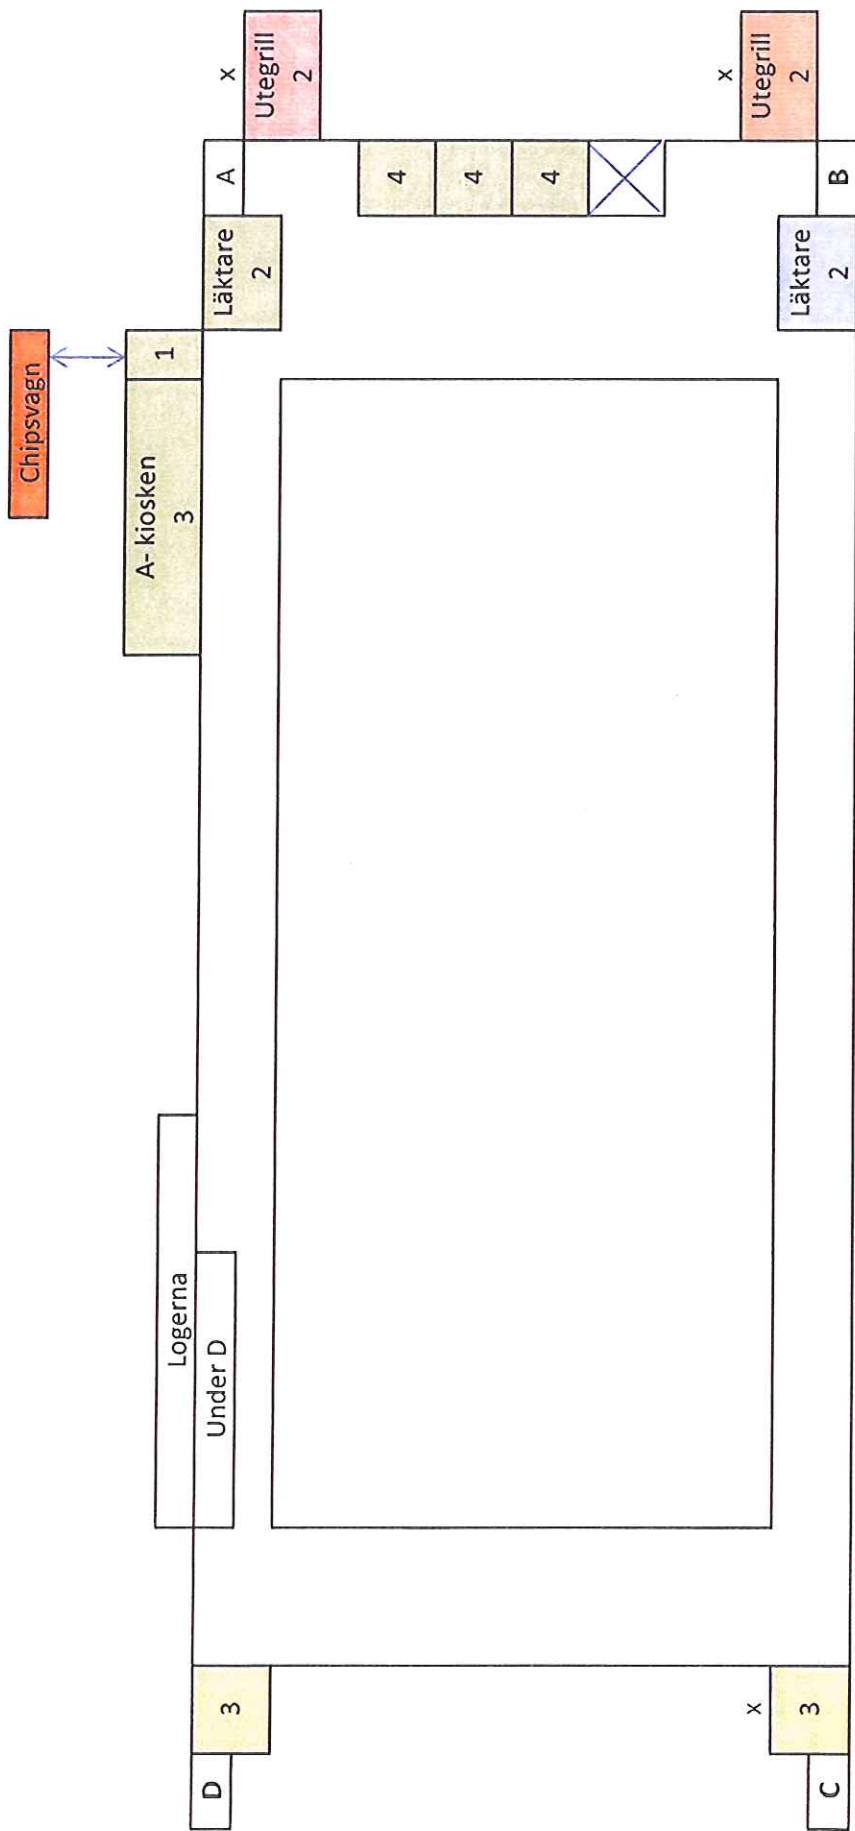 Chipsvagn
A- kiosken
3
1
Logerna
D
3
Under D
Läktare
2
A
x
Utegrill
2
4
4
4
x
Utegrill
2
x
3
C
Läktare
2
B